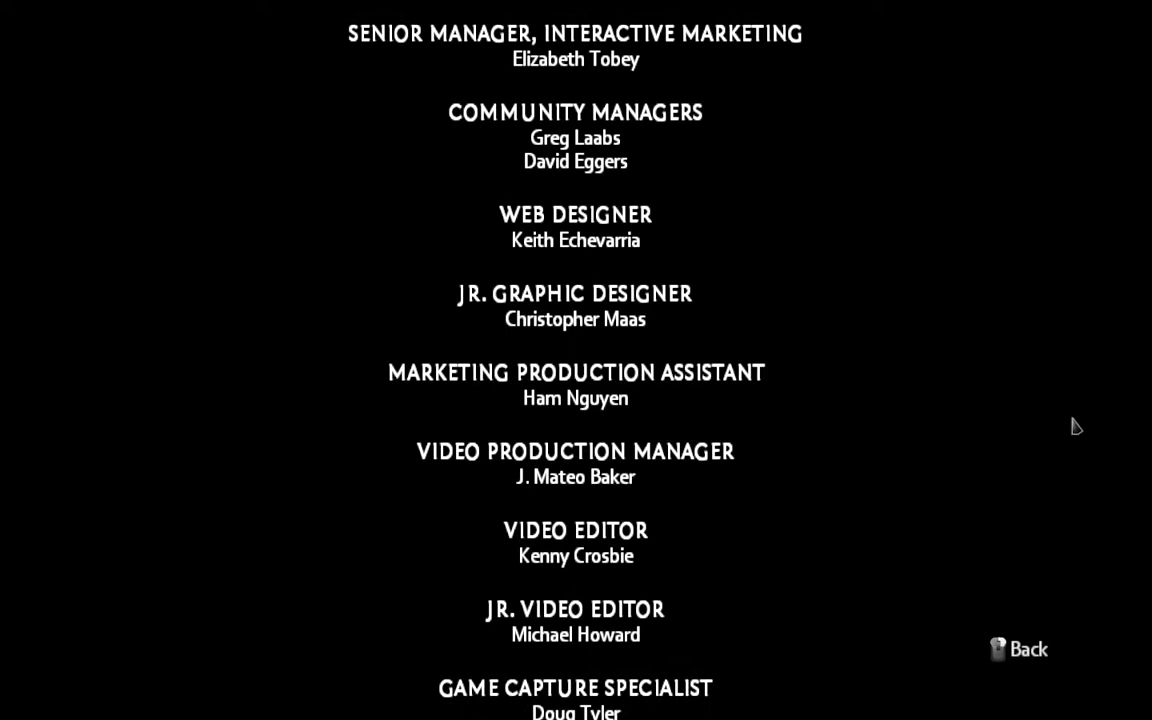 SENIOR MANAGER, INTERACTIVE MARKETING
Elizabeth Tobey
COMMUNITY MANAGERS
Greg Laabs
David Eggers
WEB DESIGNER
Keith Echevarria
JR. GRAPHIC DESIGNER
Christopher Maas
MARKETING PRODUCTION ASSISTANT
Ham Nguyen
VIDEO PRODUCTION MANAGER
J. Mateo Baker
VIDEO EDITOR
Kenny Crosbie
JR. VIDEO EDITOR
Michael Howard
Back
GAME CAPTURE SPECIALIST
Doug Tyler